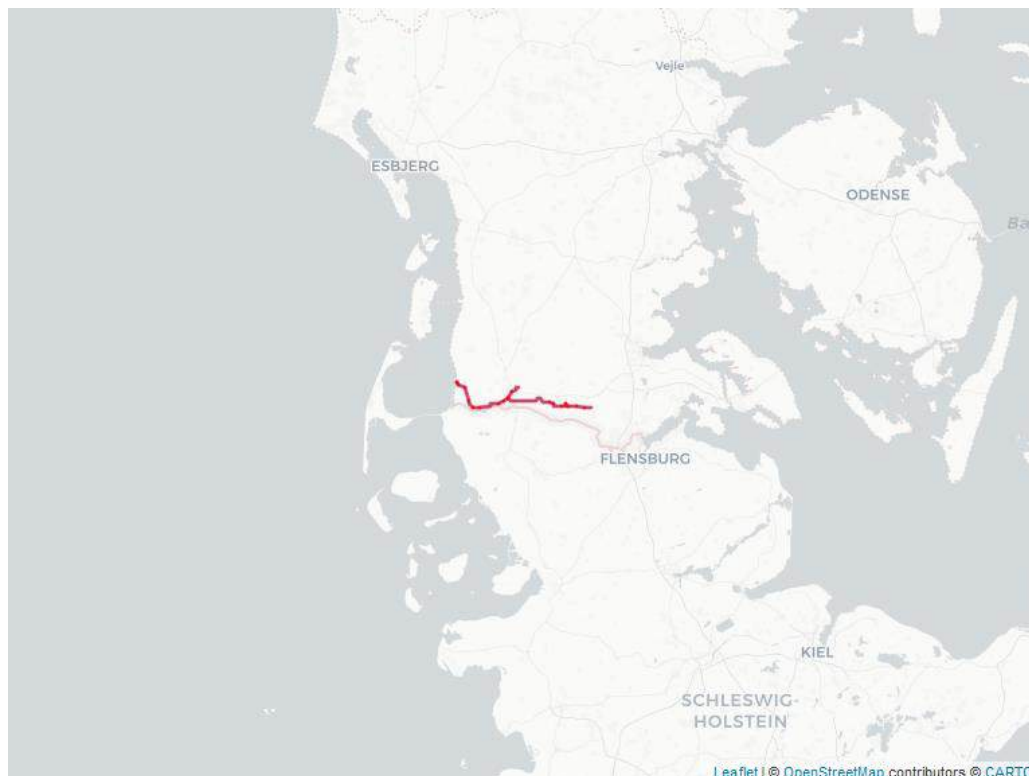 Vejle
ESBJERG
ODENSE
Ba
FLENSBURG
KIEL
SCHLESWIG-
HOLSTEIN
Leaflet | © OpenStreetMap contributors © CARTO